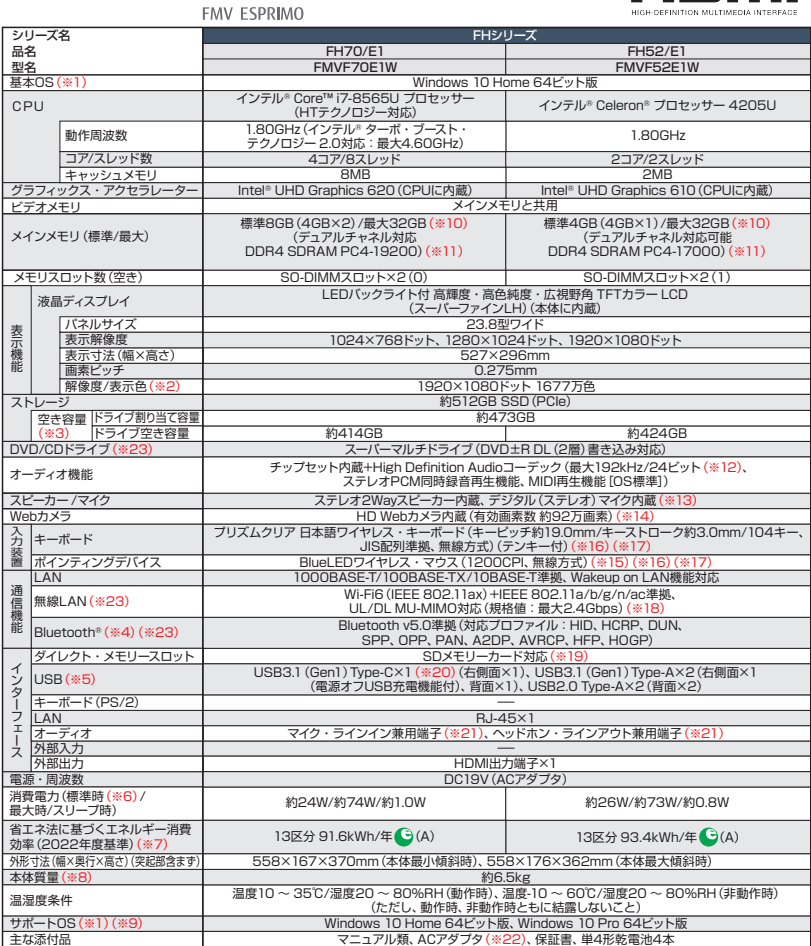 FMV ESPRIMO
HIGH-DEFINITION MULTIMEDIA INTERFACE
シリーズ名 FHシリーズ
品名 FH70/E1 FH52/E1
型名 FMVF70E1W FMVF52E1W
基本OS(※1) Windows 10 Home 64ビット版
CPU インテル® Core™ i7-8565U プロセッサー
(HTテクノロジー対応) インテル® Celeron® プロセッサー 4205U
動作周波数 1.80GHz(インテル® ターボ・ブースト・
テクノロジー 2.0対応:最大4.60GHz) 1.80GHz
コア/スレッド数 4コア/8スレッド 2コア/2スレッド
キャッシュメモリ 8MB 2MB
グラフィックス・アクセラレーター Intel® UHD Graphics 620(CPUに内蔵) Intel® UHD Graphics 610(CPUに内蔵)
ビデオメモリ メインメモリと共用
メインメモリ(標準/最大) 標準8GB(4GB×2)/最大32GB(※10)
(デュアルチャネル対応
DDR4 SDRAM PC4-19200)(※11) 標準4GB(4GB×1)/最大32GB(※10)
(デュアルチャネル対応可能
DDR4 SDRAM PC4-17000)(※11)
メモリスロット数(空き) SO-DIMMスロット×2(0) SO-DIMMスロット×2(1)
表示機能
液晶ディスプレイ LEDバックライト付 高輝度・高色純度・広視野角 TFTカラー LCD
(スーパーファインLH)(本体に内蔵)
パネルサイズ 23.8型ワイド
表示解像度 1024×768ドット、1280×1024ドット、1920×1080ドット
表示寸法(幅×高さ) 527×296mm
画素ピッチ 0.275mm
解像度/表示色(※2) 1920×1080ドット 1677万色
ストレージ 約512GB SSD(PCIe)
空き容量(※3) ドライブ割り当て容量 約473GB
ドライブ空き容量 約414GB 約424GB
DVD/CDドライブ(※23) スーパーマルチドライブ(DVD±R DL(2層)書き込み対応)
オーディオ機能 チップセット内蔵+High Definition Audioコーデック(最大192kHz/24ビット(※12)、
ステレオPCM同時録音再生機能、MIDI再生機能[OS標準])
スピーカー/マイク ステレオ2Wayスピーカー内蔵、デジタル(ステレオ)マイク内蔵(※13)
Webカメラ HD Webカメラ内蔵(有効画素数 約92万画素)(※14)
入力装置
キーボード プリズムクリア 日本語ワイヤレス・キーボード(キーピッチ約19.0mm/キーストローク約3.0mm/104キー、
JIS配列準拠、無線方式)(テンキー付)(※16)(※17)
ポインティングデバイス BlueLEDワイヤレス・マウス(1200CPI、無線方式)(※15)(※16)(※17)
通信機能
LAN 1000BASE-T/100BASE-TX/10BASE-T準拠、Wakeup on LAN機能対応
無線LAN(※23) Wi-Fi6(IEEE 802.11ax)+IEEE 802.11a/b/g/n/ac準拠、
UL/DL MU-MIMO対応(規格値:最大2.4Gbps)(※18)
Bluetooth®(※4)(※23) Bluetooth v5.0準拠(対応プロファイル:HID、HCRP、DUN、
SPP、OPP、PAN、A2DP、AVRCP、HFP、HOGP)
インターフェース
ダイレクト・メモリースロット SDメモリーカード対応(※19)
USB(※5) USB3.1(Gen1)Type-C×1(※20)(右側面×1)、USB3.1(Gen1)Type-A×2(右側面×1
(電源オフUSB充電機能付)、背面×1)、USB2.0 Type-A×2(背面×2)
キーボード(PS/2) —
LAN RJ-45×1
オーディオ マイク・ラインイン兼用端子(※21)、ヘッドホン・ラインアウト兼用端子(※21)
外部入力 —
外部出力 HDMI出力端子×1
電源・周波数 DC19V(ACアダプタ)
消費電力(標準時(※6)/
最大時/スリープ時) 約24W/約74W/約1.0W 約26W/約73W/約0.8W
省エネ法に基づくエネルギー消費
効率(2022年度基準)(※7) 13区分 91.6kWh/年 (A) 13区分 93.4kWh/年 (A)
外形寸法(幅×奥行×高さ)(突起部含まず) 558×167×370mm(本体最小傾斜時)、558×176×362mm(本体最大傾斜時)
本体質量(※8) 約6.5kg
温湿度条件 温度10 ～ 35℃/湿度20 ～ 80%RH(動作時)、温度-10 ～ 60℃/湿度20 ～ 80%RH(非動作時)
(ただし、動作時、非動作時ともに結露しないこと)
サポートOS(※1)(※9) Windows 10 Home 64ビット版、Windows 10 Pro 64ビット版
主な添付品 マニュアル類、ACアダプタ(※22)、保証書、単4形乾電池4本